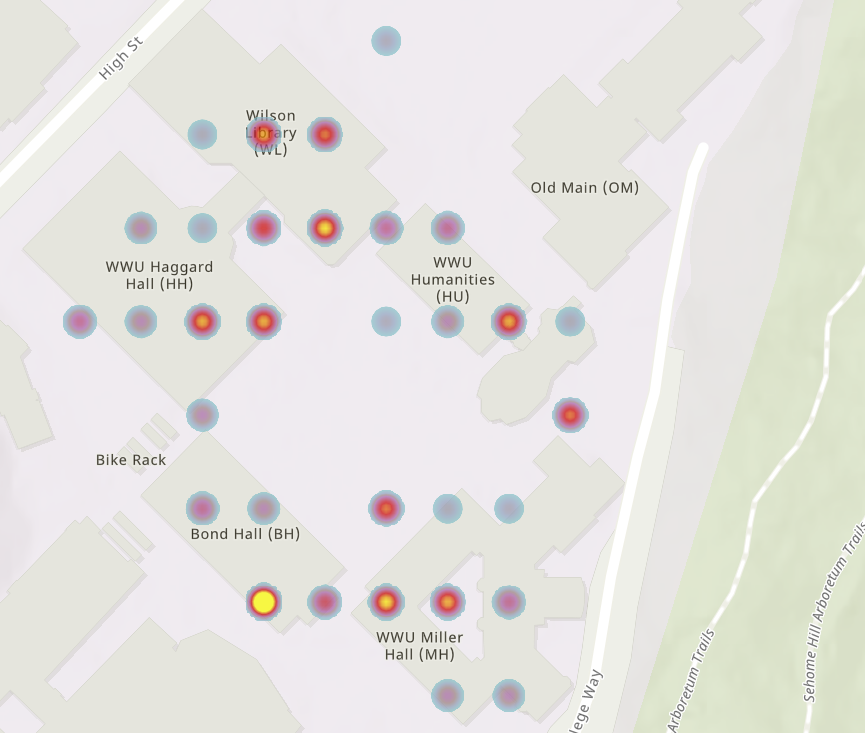 High St
Wilson
Library
(WL)
Old Main (OM)
WWU Haggard
Hall (HH)
WWU
Humanities
(HU)
Bike Rack
Bond Hall (BH)
WWU Miller
Hall (MH)
lege Way
Arboretum Trails
Sehome Hill Arboretum Trails